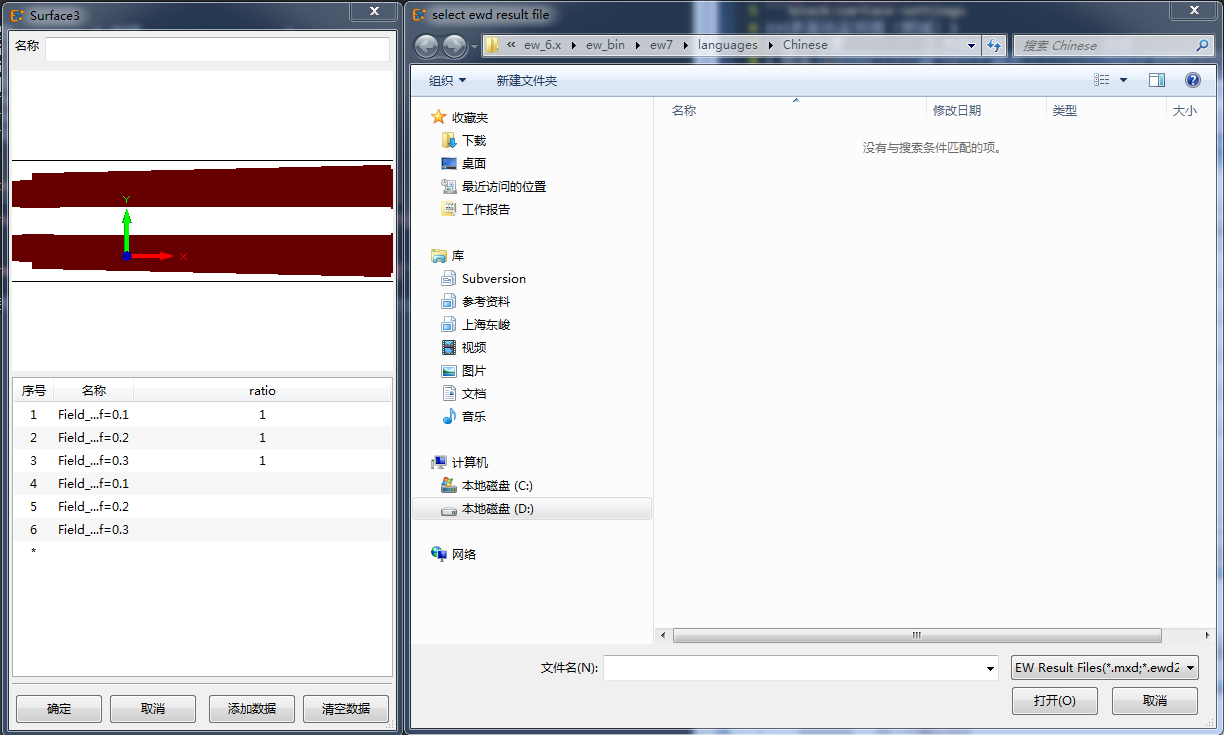 Surface3
名称
Y
X
序号 名称 ratio
1 Field_...f=0.1 1
2 Field_...f=0.2 1
3 Field_...f=0.3 1
4 Field_...f=0.1
5 Field_...f=0.2
6 Field_...f=0.3
*
确定 取消 添加数据 清空数据
select ewd result file
« ew_6.x ew_bin ew7 languages Chinese
搜索 Chinese
组织 新建文件夹
收藏夹
下载
桌面
最近访问的位置
工作报告
库
Subversion
参考资料
上海东峻
视频
图片
文档
音乐
计算机
本地磁盘 (C:)
本地磁盘 (D:)
网络
名称 修改日期 类型 大小
没有与搜索条件匹配的项。
文件名(N):
EW Result Files(*.mxd;*.ewd2
打开(O) 取消